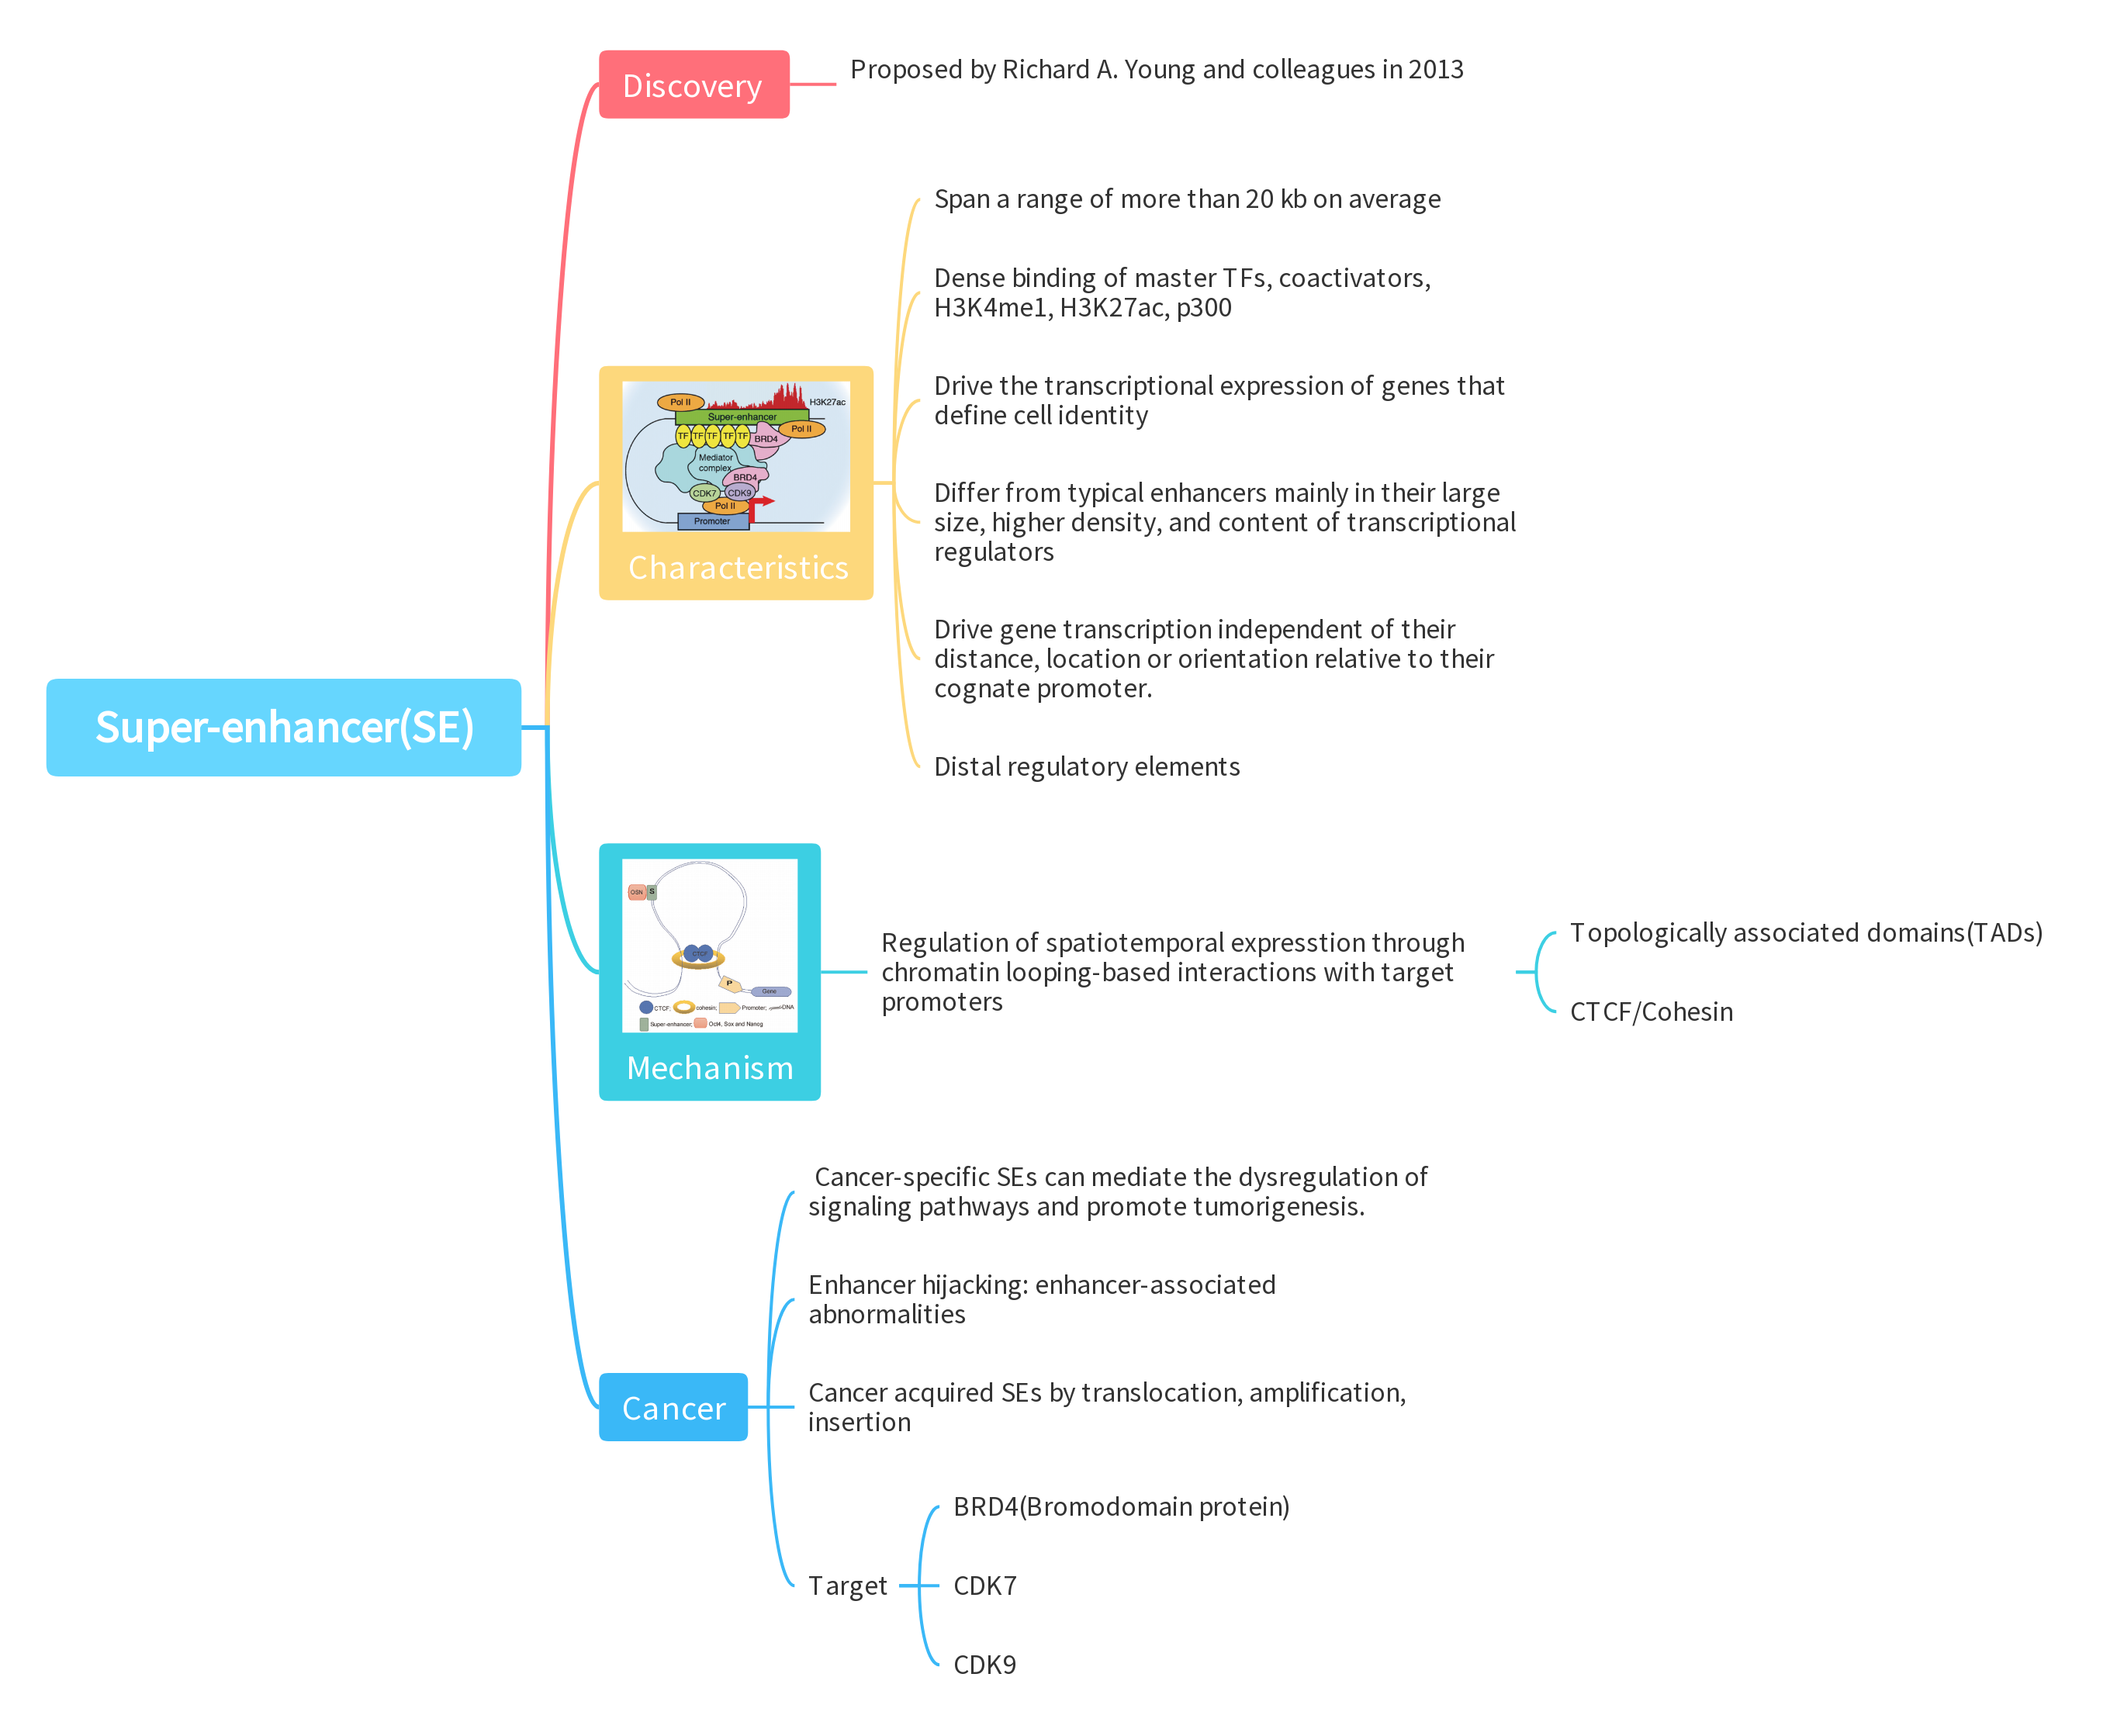 Discovery
Proposed by Richard A. Young and colleagues in 2013
Span a range of more than 20 kb on average
Dense binding of master TFs, coactivators,
H3K4me1, H3K27ac, p300
Drive the transcriptional expression of genes that
define cell identity
Pol II
H3K27ac
Super-enhancer
Pol II
TF TF TF TF TF
BRD4
Mediator
complex
BRD4
CDK7
CDK9
Pol II
Promoter
Characteristics
Differ from typical enhancers mainly in their large
size, higher density, and content of transcriptional
regulators
Drive gene transcription independent of their
distance, location or orientation relative to their
cognate promoter.
Distal regulatory elements
Super-enhancer(SE)
OSN
S
CTCF
P
Gene
CTCF; cohesin; Promoter; DNA
Super-enhancer; Oct4, Sox and Nanog
Mechanism
Regulation of spatiotemporal expresstion through
chromatin looping-based interactions with target
promoters
Topologically associated domains(TADs)
CTCF/Cohesin
Cancer
Cancer-specific SEs can mediate the dysregulation of
signaling pathways and promote tumorigenesis.
Enhancer hijacking: enhancer-associated
abnormalities
Cancer acquired SEs by translocation, amplification,
insertion
Target
BRD4(Bromodomain protein)
CDK7
CDK9